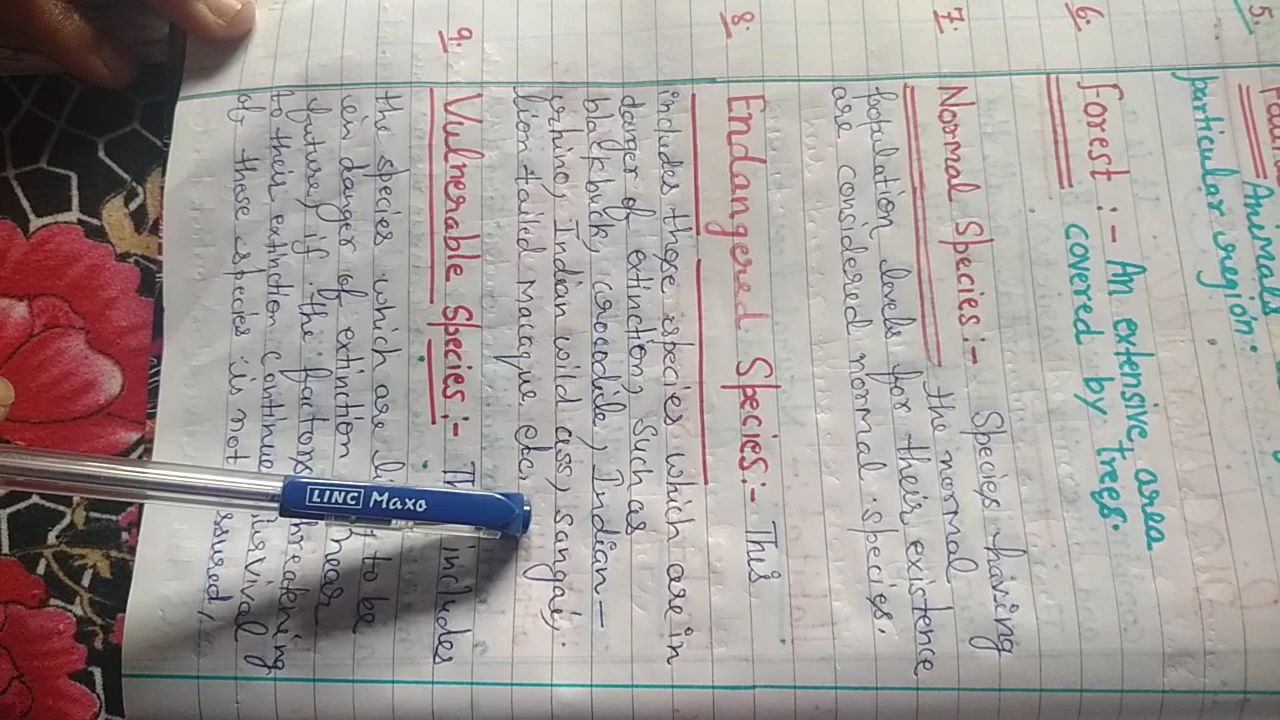 5. Animals
particular region.
6. Forest :- An extensive area
covered by trees.
7. Normal Species :- Species having
the normal
population levels for their existence
are considered normal species.
8. Endangered Species :- This
includes those species which are in
danger of extinction, such as
blackbuck, crocodile, Indian-
rhino, Indian wild ass, sangai,
lion tailed Macaque etc.
9. Vulnerable Species :- includes
the species which are to be
in danger of extinction near
future, if the factors
to their extinction continue
of these species is not
LINC Maxo